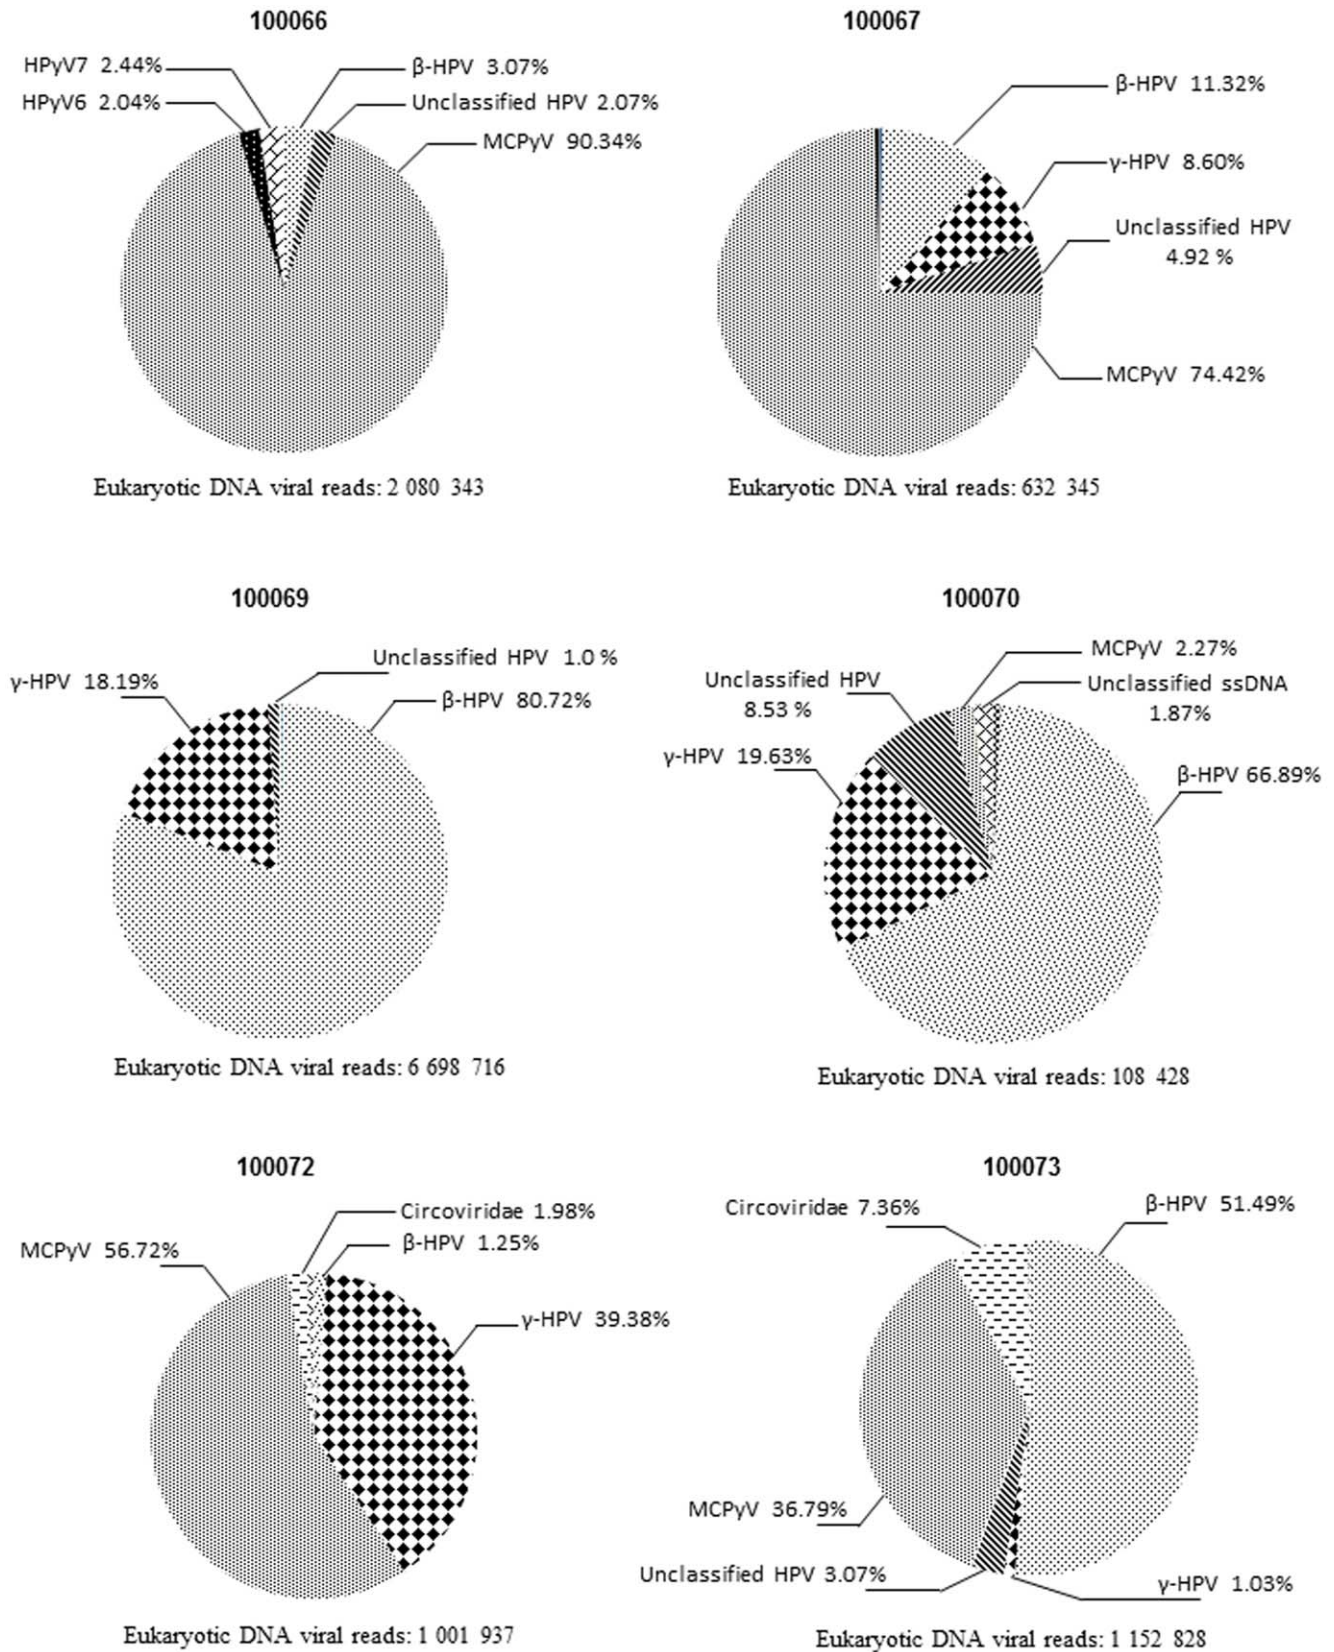 100066
HPyV7 2.44%
β-HPV 3.07%
HPyV6 2.04%
Unclassified HPV 2.07%
MCPyV 90.34%
Eukaryotic DNA viral reads: 2 080 343
100067
β-HPV 11.32%
γ-HPV 8.60%
Unclassified HPV
4.92 %
MCPyV 74.42%
Eukaryotic DNA viral reads: 632 345
100069
Unclassified HPV 1.0 %
γ-HPV 18.19%
β-HPV 80.72%
Eukaryotic DNA viral reads: 6 698 716
100070
MCPyV 2.27%
Unclassified HPV
8.53 %
Unclassified ssDNA
1.87%
γ-HPV 19.63%
β-HPV 66.89%
Eukaryotic DNA viral reads: 108 428
100072
Circoviridae 1.98%
MCPyV 56.72%
β-HPV 1.25%
γ-HPV 39.38%
Eukaryotic DNA viral reads: 1 001 937
100073
Circoviridae 7.36%
β-HPV 51.49%
MCPyV 36.79%
Unclassified HPV 3.07%
γ-HPV 1.03%
Eukaryotic DNA viral reads: 1 152 828